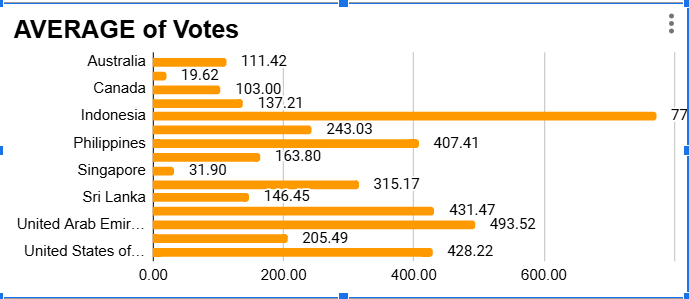 AVERAGE of Votes
Australia 111.42
19.62
Canada 103.00
137.21
Indonesia 77
243.03
Philippines 407.41
163.80
Singapore 31.90
315.17
Sri Lanka 146.45
431.47
United Arab Emir... 493.52
205.49
United States of... 428.22
0.00 200.00 400.00 600.00